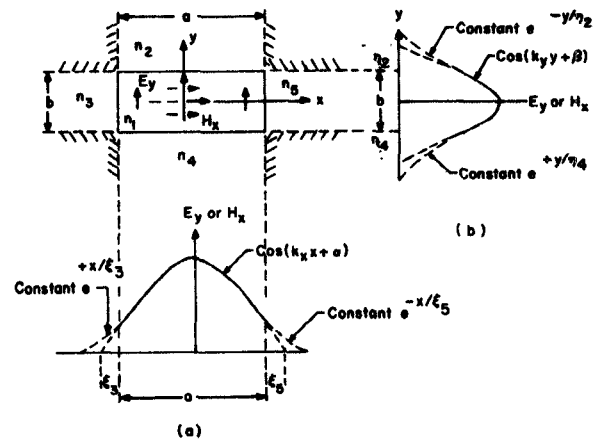 a
y
n2
Ey
n5
n3
b
x
n1
Hx
n4
y
Constant e -y/η2
η2
Cos(kyy+β)
b
Ey or Hx
η4
Constant e +y/η4
(b)
Ey or Hx
Cos(kxx+α)
Constant e +x/ξ3
Constant e -x/ξ5
ξ3
ξ5
a
(a)